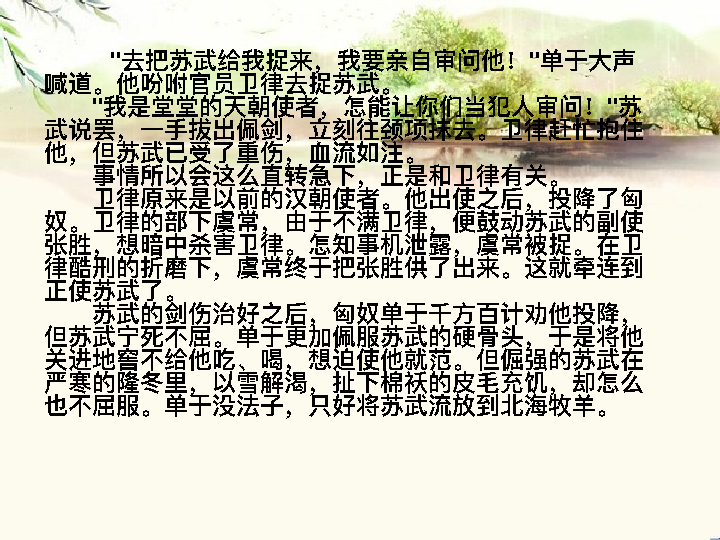 "去把苏武给我捉来，我要亲自审问他！"单于大声
喊道。他吩咐官员卫律去捉苏武。
"我是堂堂的天朝使者，怎能让你们当犯人审问！"苏
武说罢，一手拔出佩剑，立刻往颈项抹去。卫律赶忙抱住
他，但苏武已受了重伤，血流如注。
事情所以会这么直转急下，正是和卫律有关。
卫律原来是以前的汉朝使者。他出使之后，投降了匈
奴。卫律的部下虞常，由于不满卫律，便鼓动苏武的副使
张胜，想暗中杀害卫律。怎知事机泄露，虞常被捉。在卫
律酷刑的折磨下，虞常终于把张胜供了出来。这就牵连到
正使苏武了。
苏武的剑伤治好之后，匈奴单于千方百计劝他投降，
但苏武宁死不屈。单于更加佩服苏武的硬骨头，于是将他
关进地窖不给他吃、喝，想迫使他就范。但倔强的苏武在
严寒的隆冬里，以雪解渴，扯下棉袄的皮毛充饥，却怎么
也不屈服。单于没法子，只好将苏武流放到北海牧羊。